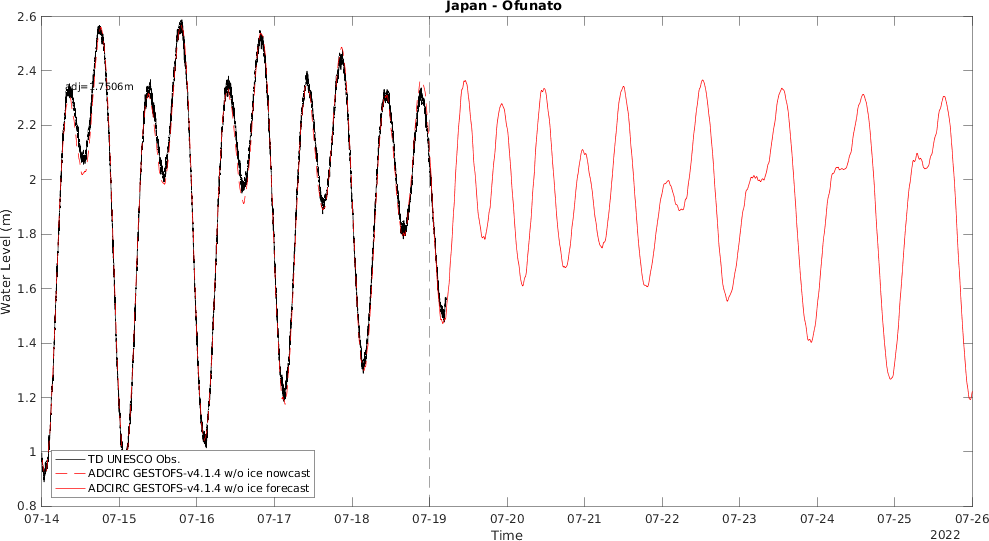 Japan - Ofunato
2.6
2.4
2.2
2
1.8
1.6
1.4
1.2
1
0.8
Water Level (m)
adj=1.7606m
TD UNESCO Obs.
ADCIRC GESTOFS-v4.1.4 w/o ice nowcast
ADCIRC GESTOFS-v4.1.4 w/o ice forecast
07-14 07-15 07-16 07-17 07-18 07-19 07-20 07-21 07-22 07-23 07-24 07-25 07-26
Time
2022